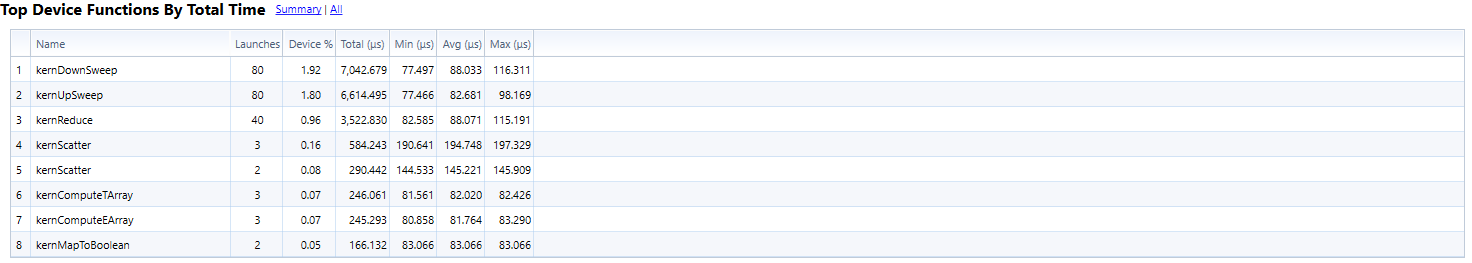 Top Device Functions By Total Time Summary | All
Name Launches Device % Total (μs) Min (μs) Avg (μs) Max (μs)
1 kernDownSweep 80 1.92 7,042.679 77.497 88.033 116.311
2 kernUpSweep 80 1.80 6,614.495 77.466 82.681 98.169
3 kernReduce 40 0.96 3,522.830 82.585 88.071 115.191
4 kernScatter 3 0.16 584.243 190.641 194.748 197.329
5 kernScatter 2 0.08 290.442 144.533 145.221 145.909
6 kernComputeTArray 3 0.07 246.061 81.561 82.020 82.426
7 kernComputeEArray 3 0.07 245.293 80.858 81.764 83.290
8 kernMapToBoolean 2 0.05 166.132 83.066 83.066 83.066